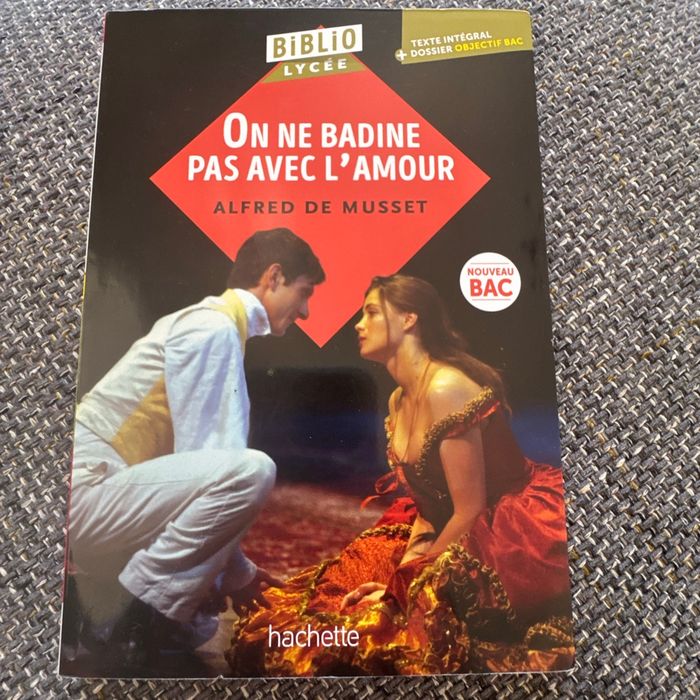 BiBLiO
LYCÉE
TEXTE INTÉGRAL
+ DOSSIER OBJECTIF BAC
ON NE BADINE
PAS AVEC L'AMOUR
ALFRED DE MUSSET
NOUVEAU
BAC
hachette